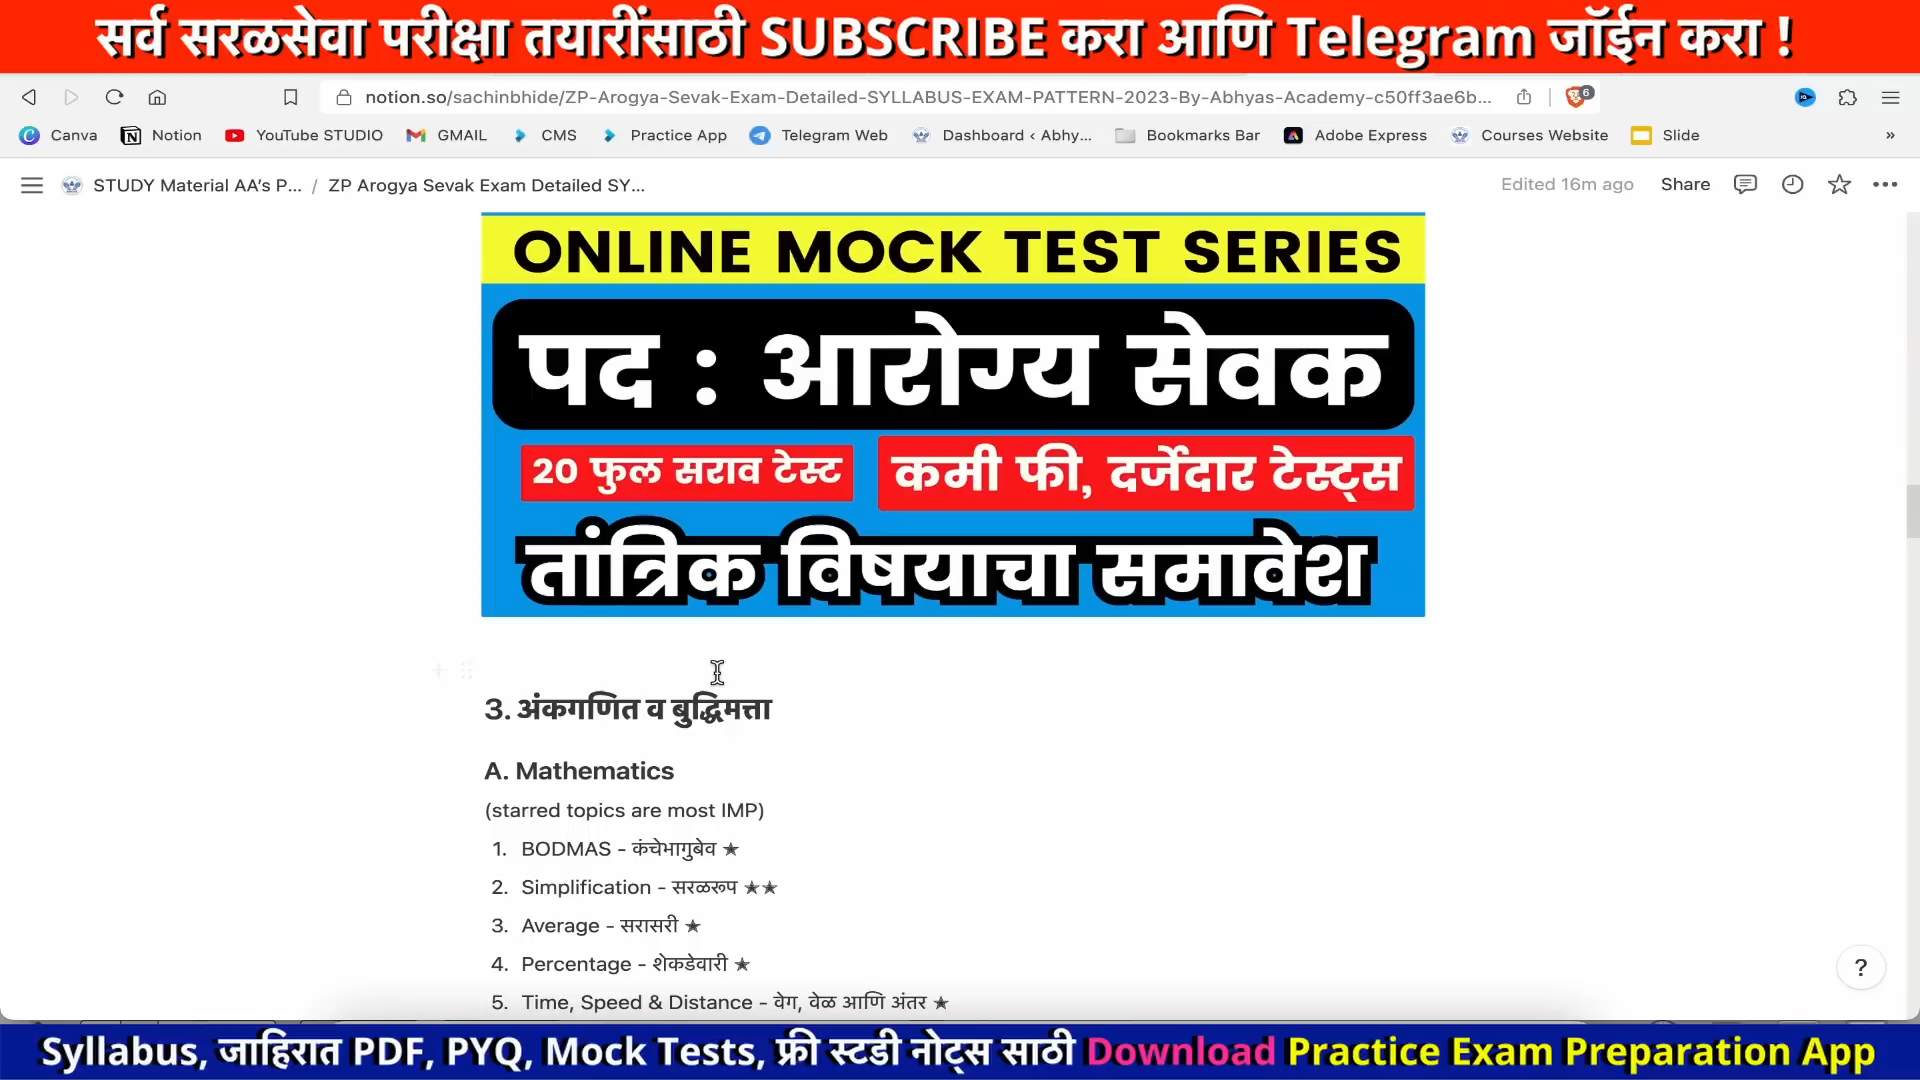 सर्व सरळसेवा परीक्षा तयारींसाठी SUBSCRIBE करा आणि Telegram जॉईन करा !
notion.so/sachinbhide/ZP-Arogya-Sevak-Exam-Detailed-SYLLABUS-EXAM-PATTERN-2023-By-Abhyas-Academy-c50ff3ae6b... 6
Canva Notion YouTube STUDIO GMAIL CMS Practice App Telegram Web Dashboard ‹ Abhy... Bookmarks Bar Adobe Express Courses Website Slide »
STUDY Material AA's P... / ZP Arogya Sevak Exam Detailed SY... Edited 16m ago Share
ONLINE MOCK TEST SERIES
पद : आरोग्य सेवक
20 फुल सराव टेस्ट कमी फी, दर्जेदार टेस्ट्स
तांत्रिक विषयाचा समावेश
3. अंकगणित व बुद्धिमत्ता
A. Mathematics
(starred topics are most IMP)
1. BODMAS - कंचेभागुबेव ★
2. Simplification - सरळरूप ★★
3. Average - सरासरी ★
4. Percentage - शेकडेवारी ★
5. Time, Speed & Distance - वेग, वेळ आणि अंतर ★
?
Syllabus, जाहिरात PDF, PYQ, Mock Tests, फ्री स्टडी नोट्स साठी Download Practice Exam Preparation App